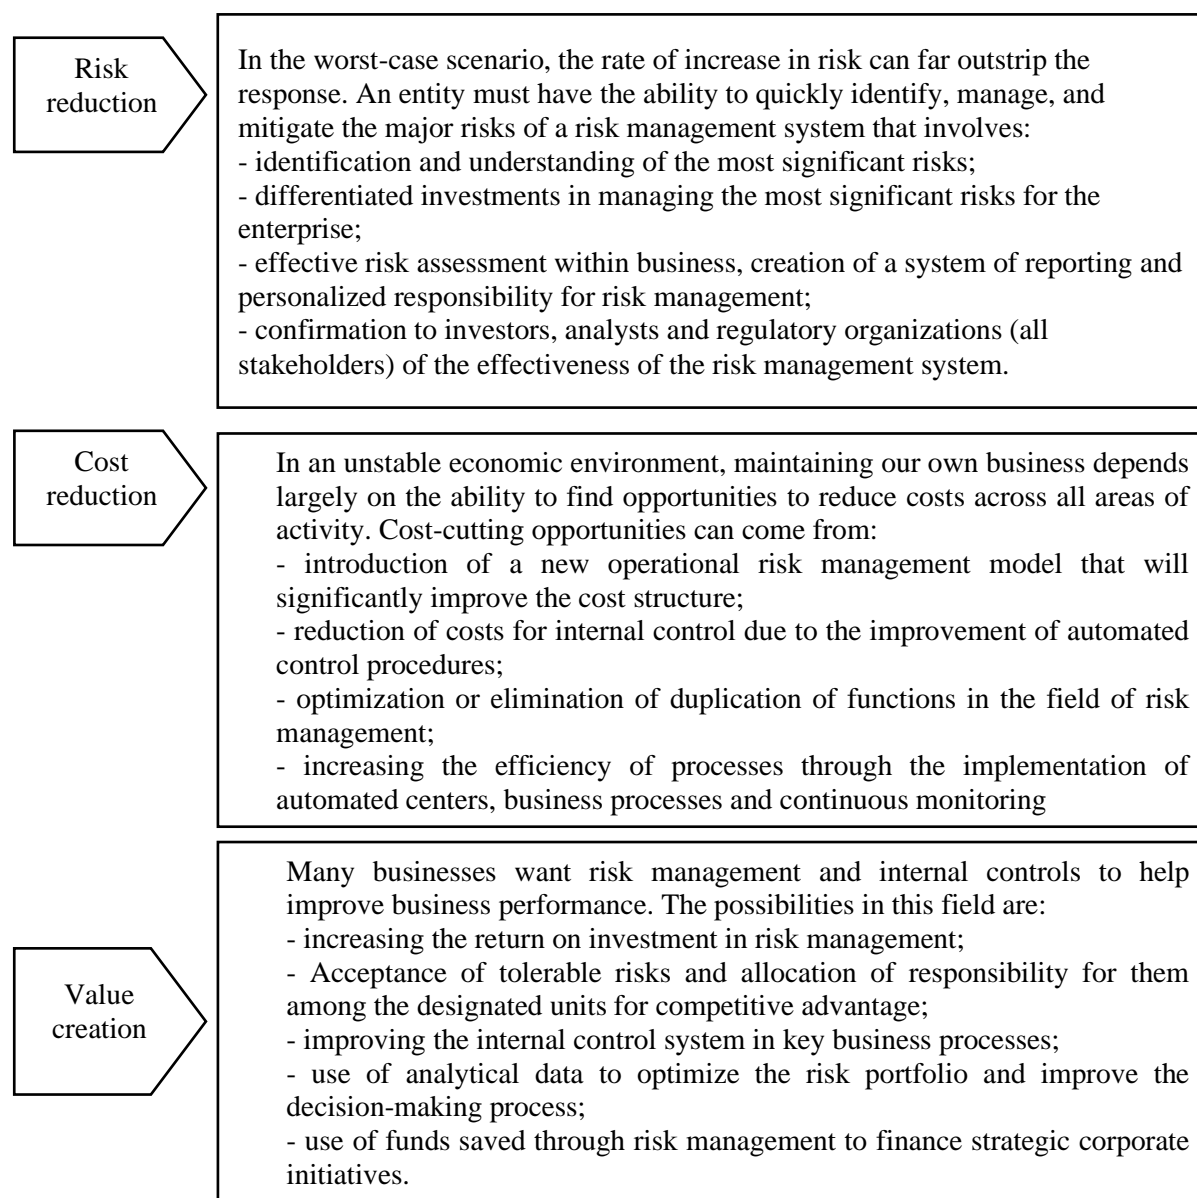 Risk
reduction
In the worst-case scenario, the rate of increase in risk can far outstrip the
response. An entity must have the ability to quickly identify, manage, and
mitigate the major risks of a risk management system that involves:
- identification and understanding of the most significant risks;
- differentiated investments in managing the most significant risks for the
enterprise;
- effective risk assessment within business, creation of a system of reporting and
personalized responsibility for risk management;
- confirmation to investors, analysts and regulatory organizations (all
stakeholders) of the effectiveness of the risk management system.
Cost
reduction
In an unstable economic environment, maintaining our own business depends
largely on the ability to find opportunities to reduce costs across all areas of
activity. Cost-cutting opportunities can come from:
- introduction of a new operational risk management model that will
significantly improve the cost structure;
- reduction of costs for internal control due to the improvement of automated
control procedures;
- optimization or elimination of duplication of functions in the field of risk
management;
- increasing the efficiency of processes through the implementation of
automated centers, business processes and continuous monitoring
Value
creation
Many businesses want risk management and internal controls to help
improve business performance. The possibilities in this field are:
- increasing the return on investment in risk management;
- Acceptance of tolerable risks and allocation of responsibility for them
among the designated units for competitive advantage;
- improving the internal control system in key business processes;
- use of analytical data to optimize the risk portfolio and improve the
decision-making process;
- use of funds saved through risk management to finance strategic corporate
initiatives.